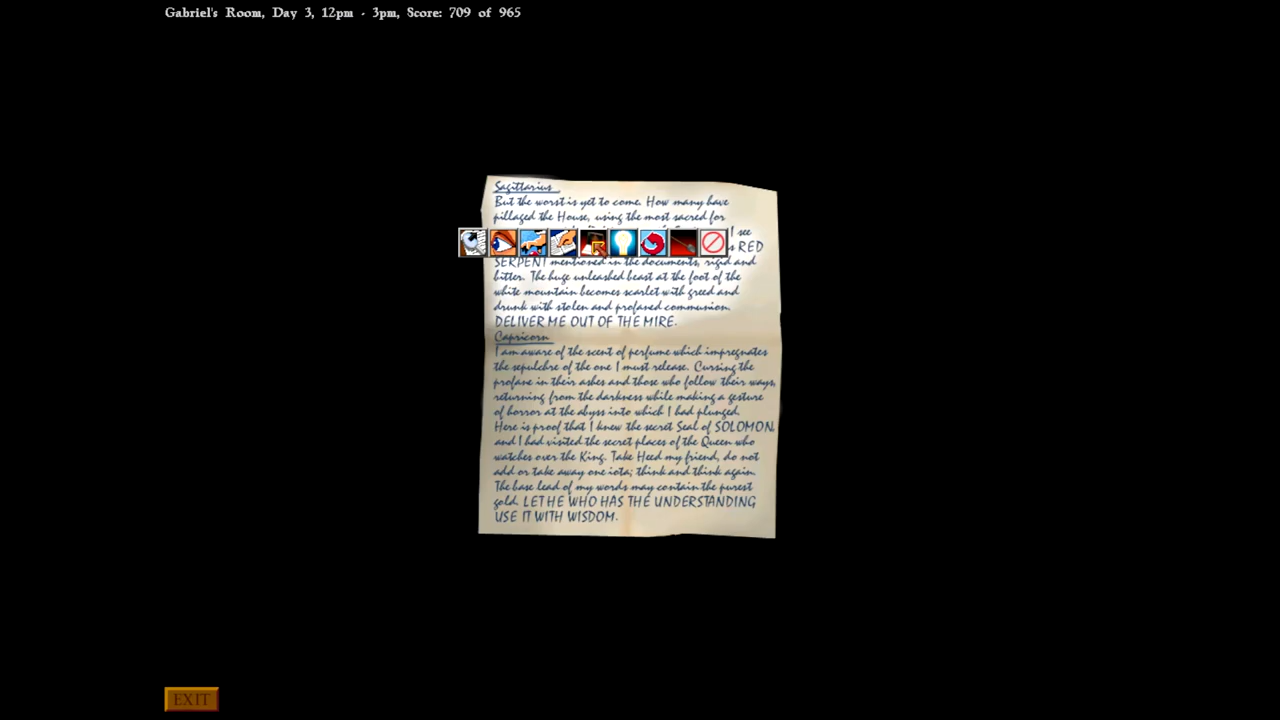 Gabriel's Room, Day 3, 12pm - 3pm, Score: 709 of 965
Sagittarius
But the worst is yet to come. How many have
pillaged the House, using the most sacred for
I see
RED
SERPENT mentioned in the documents, rigid and
bitter. The huge unleashed beast at the foot of the
white mountain becomes scarlet with greed and
drunk with stolen and profaned communion.
DELIVER ME OUT OF THE MIRE.
Capricorn
I am aware of the scent of perfume which impregnates
the sepulchre of the one I must release. Cursing the
profane in their ashes and those who follow their ways,
returning from the darkness while making a gesture
of horror at the abyss into which I had plunged.
Here is proof that I knew the secret Seal of SOLOMON,
and I had visited the secret places of the Queen who
watches over the King. Take Heed my friend, do not
add or take away one iota; think and think again.
The base lead of my words may contain the purest
gold. LET HE WHO HAS THE UNDERSTANDING
USE IT WITH WISDOM.
EXIT